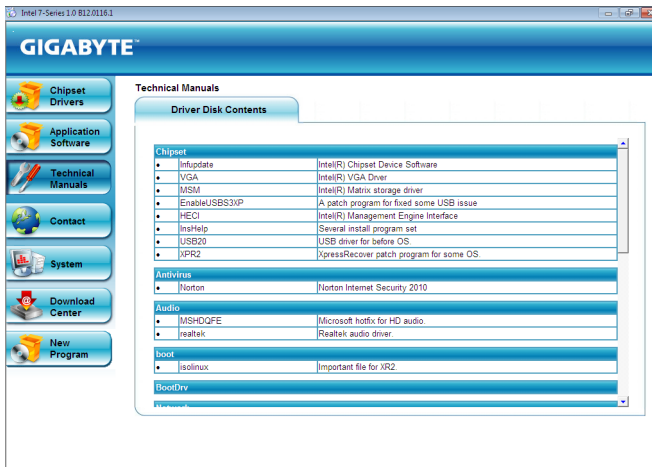 Intel 7-Series 1.0 B12.0116.1
GIGABYTE™
Chipset
Drivers
Application
Software
Technical
Manuals
Contact
System
Download
Center
New
Program
Technical Manuals
Driver Disk Contents
Chipset
• Infupdate Intel(R) Chipset Device Software
• VGA Intel(R) VGA Driver
• MSM Intel(R) Matrix storage driver
• EnableUSBS3XP A patch program for fixed some USB issue
• HECI Intel(R) Management Engine Interface
• InsHelp Several install program set
• USB20 USB driver for before OS.
• XPR2 XpressRecover patch program for some OS.
Antivirus
• Norton Norton Internet Security 2010
Audio
• MSHDQFE Microsoft hotfix for HD audio.
• realtek Realtek audio driver.
boot
• isolinux Important file for XR2.
BootDrv
Network